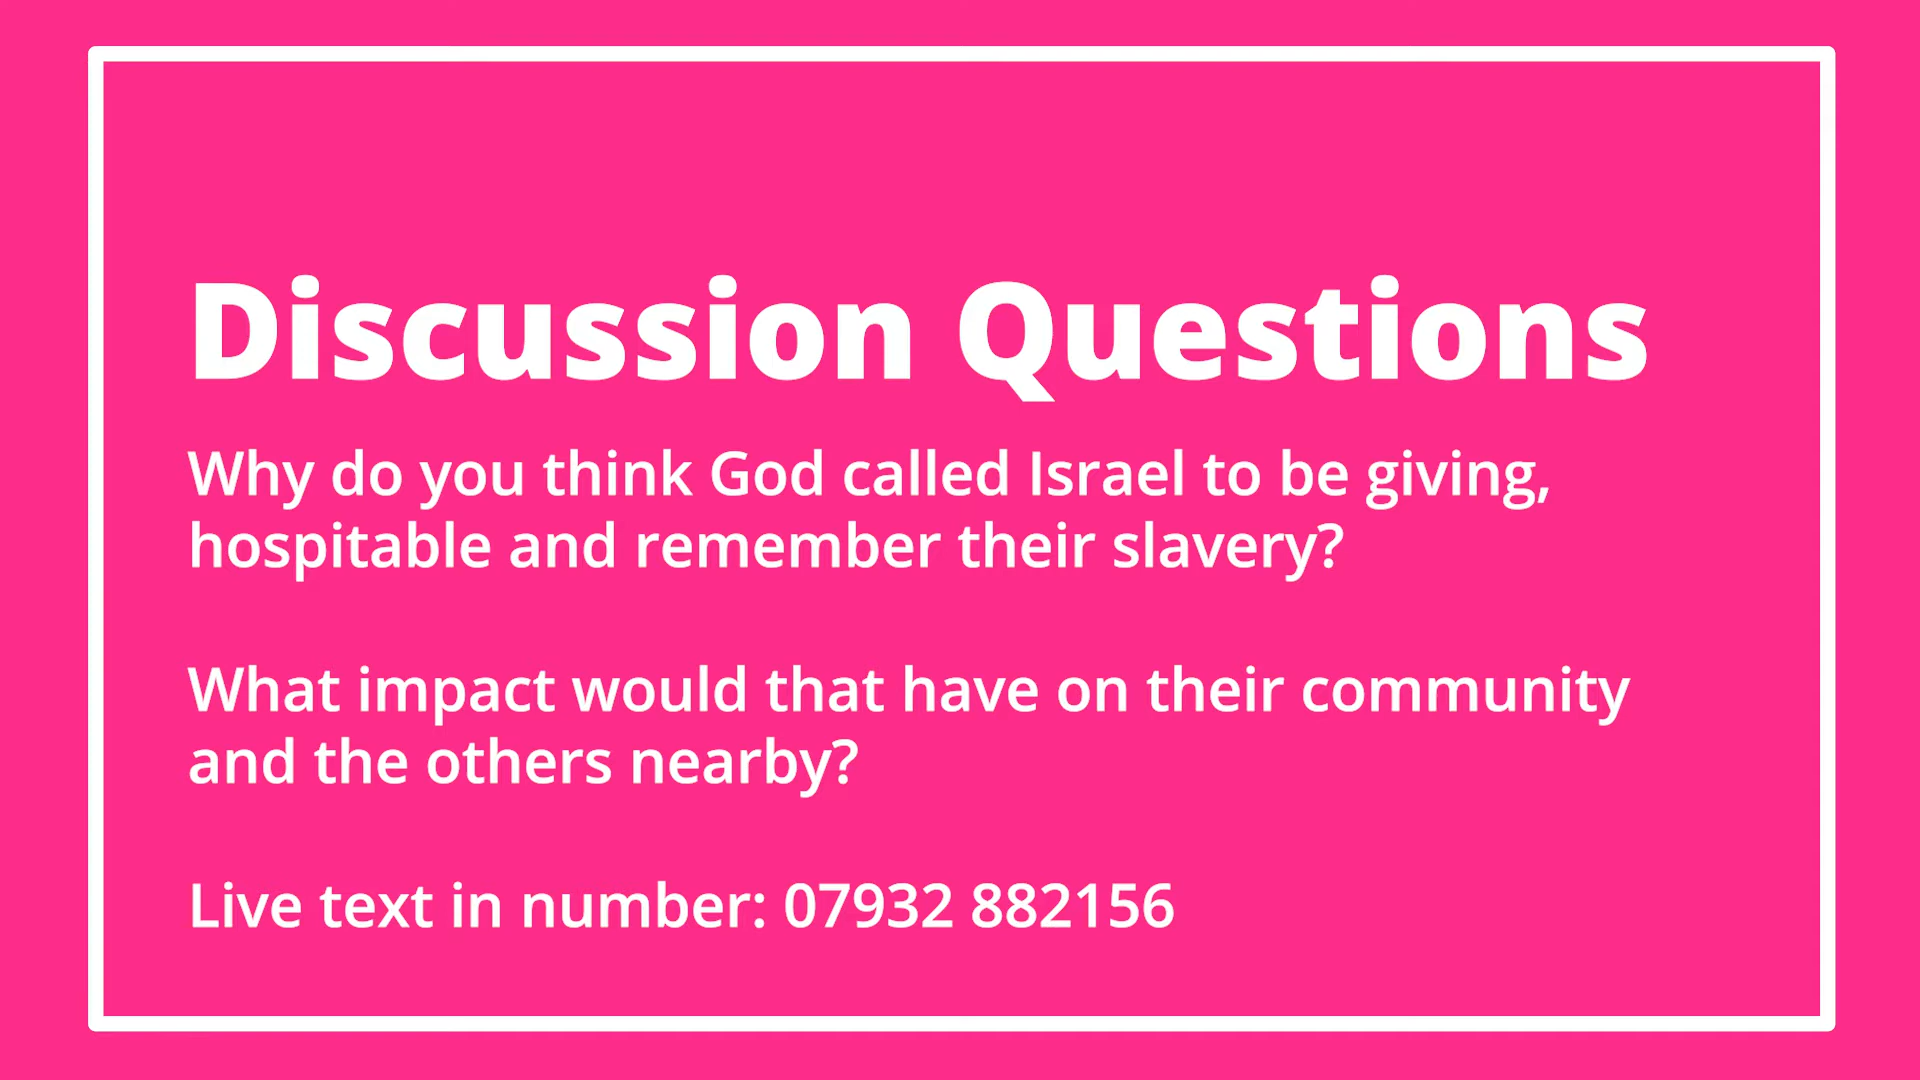 Discussion Questions
Why do you think God called Israel to be giving,
hospitable and remember their slavery?
What impact would that have on their community
and the others nearby?
Live text in number: 07932 882156